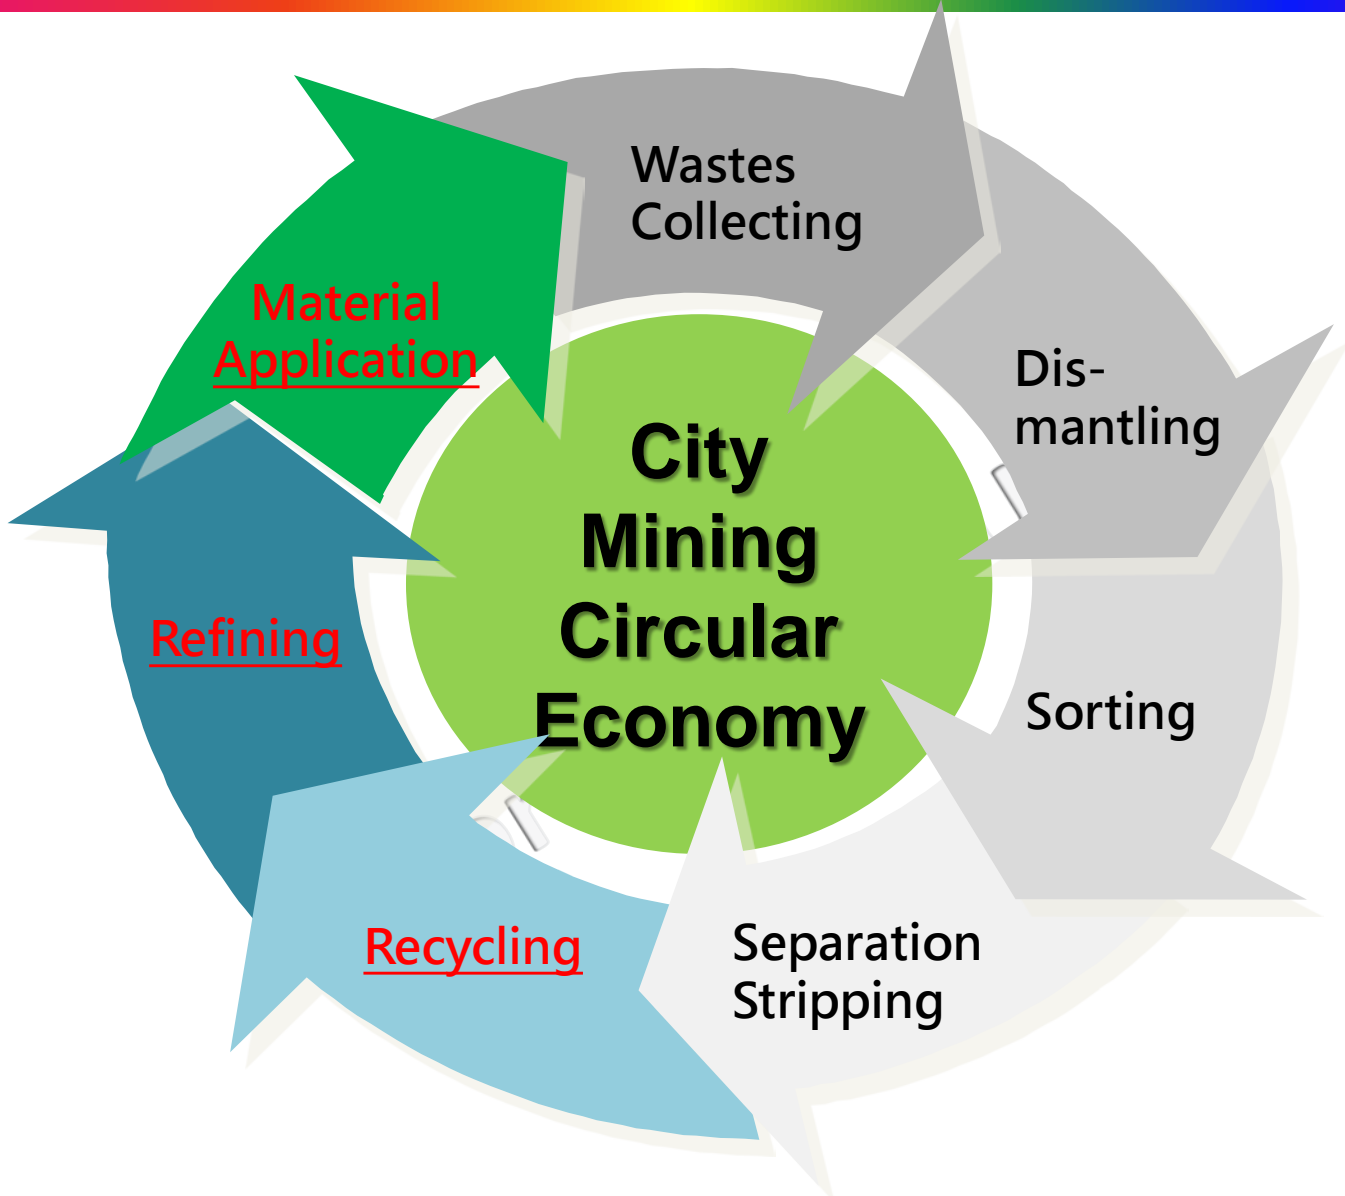 Wastes
Collecting
Dis-
mantling
Sorting
Separation
Stripping
Recycling
Refining
Material
Application
City
Mining
Circular
Economy